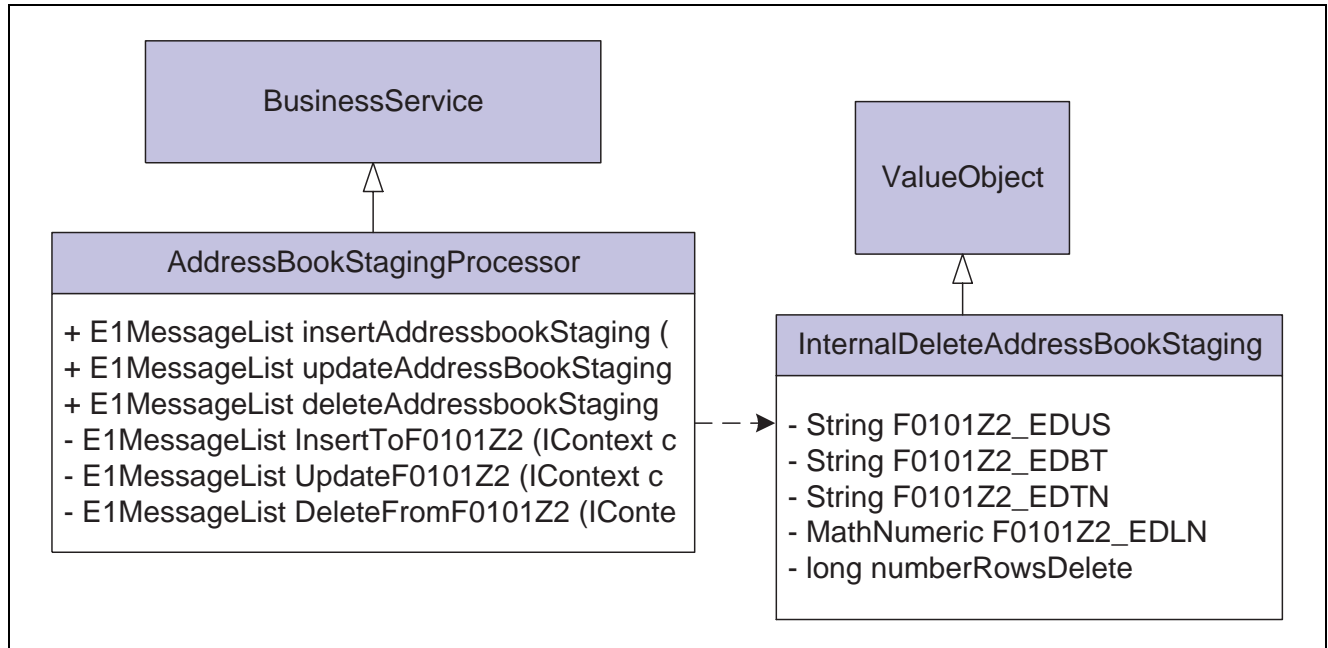 BusinessService
ValueObject
AddressBookStagingProcessor
+ E1MessageList insertAddressbookStaging (
+ E1MessageList updateAddressBookStaging
+ E1MessageList deleteAddressbookStaging
- E1MessageList InsertToF0101Z2 (IContext c
- E1MessageList UpdateF0101Z2 (IContext c
- E1MessageList DeleteFromF0101Z2 (IConte
InternalDeleteAddressBookStaging
- String F0101Z2_EDUS
- String F0101Z2_EDBT
- String F0101Z2_EDTN
- MathNumeric F0101Z2_EDLN
- long numberRowsDelete